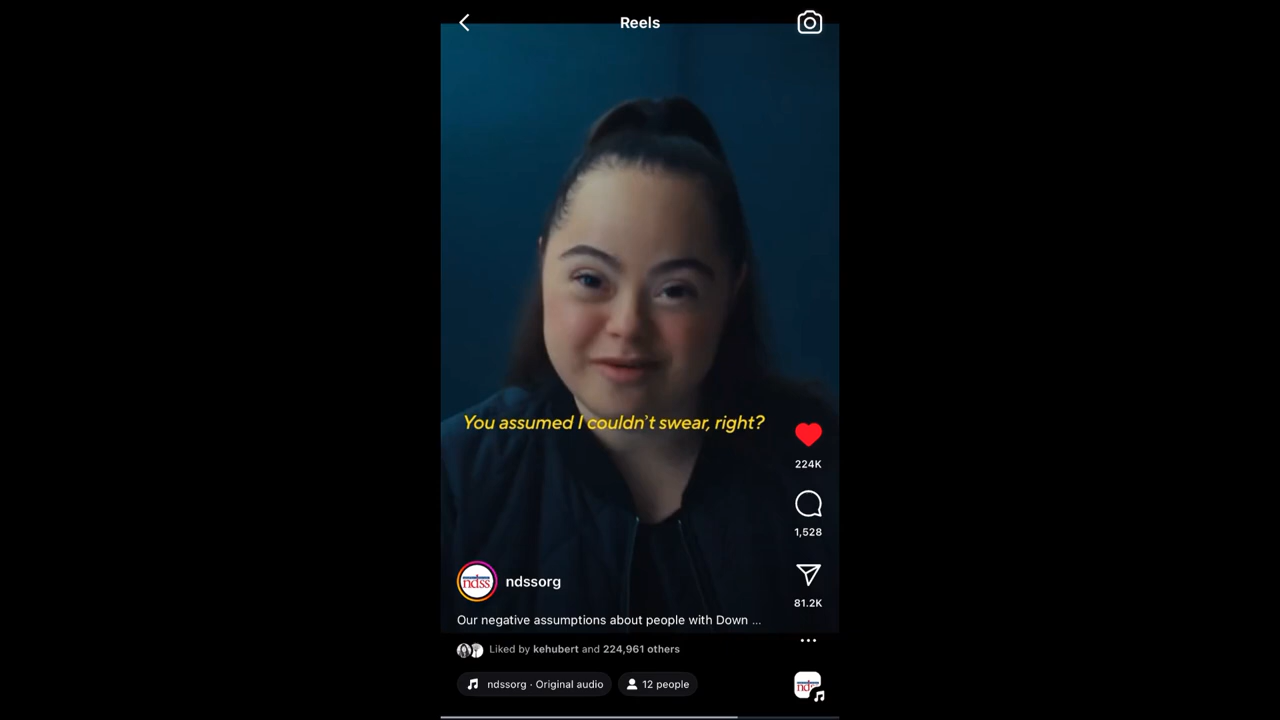 Reels
You assumed I couldn't swear, right?
224K
1,528
81.2K
ndss
ndssorg
Our negative assumptions about people with Down ...
Liked by kehubert and 224,961 others
ndssorg · Original audio
12 people